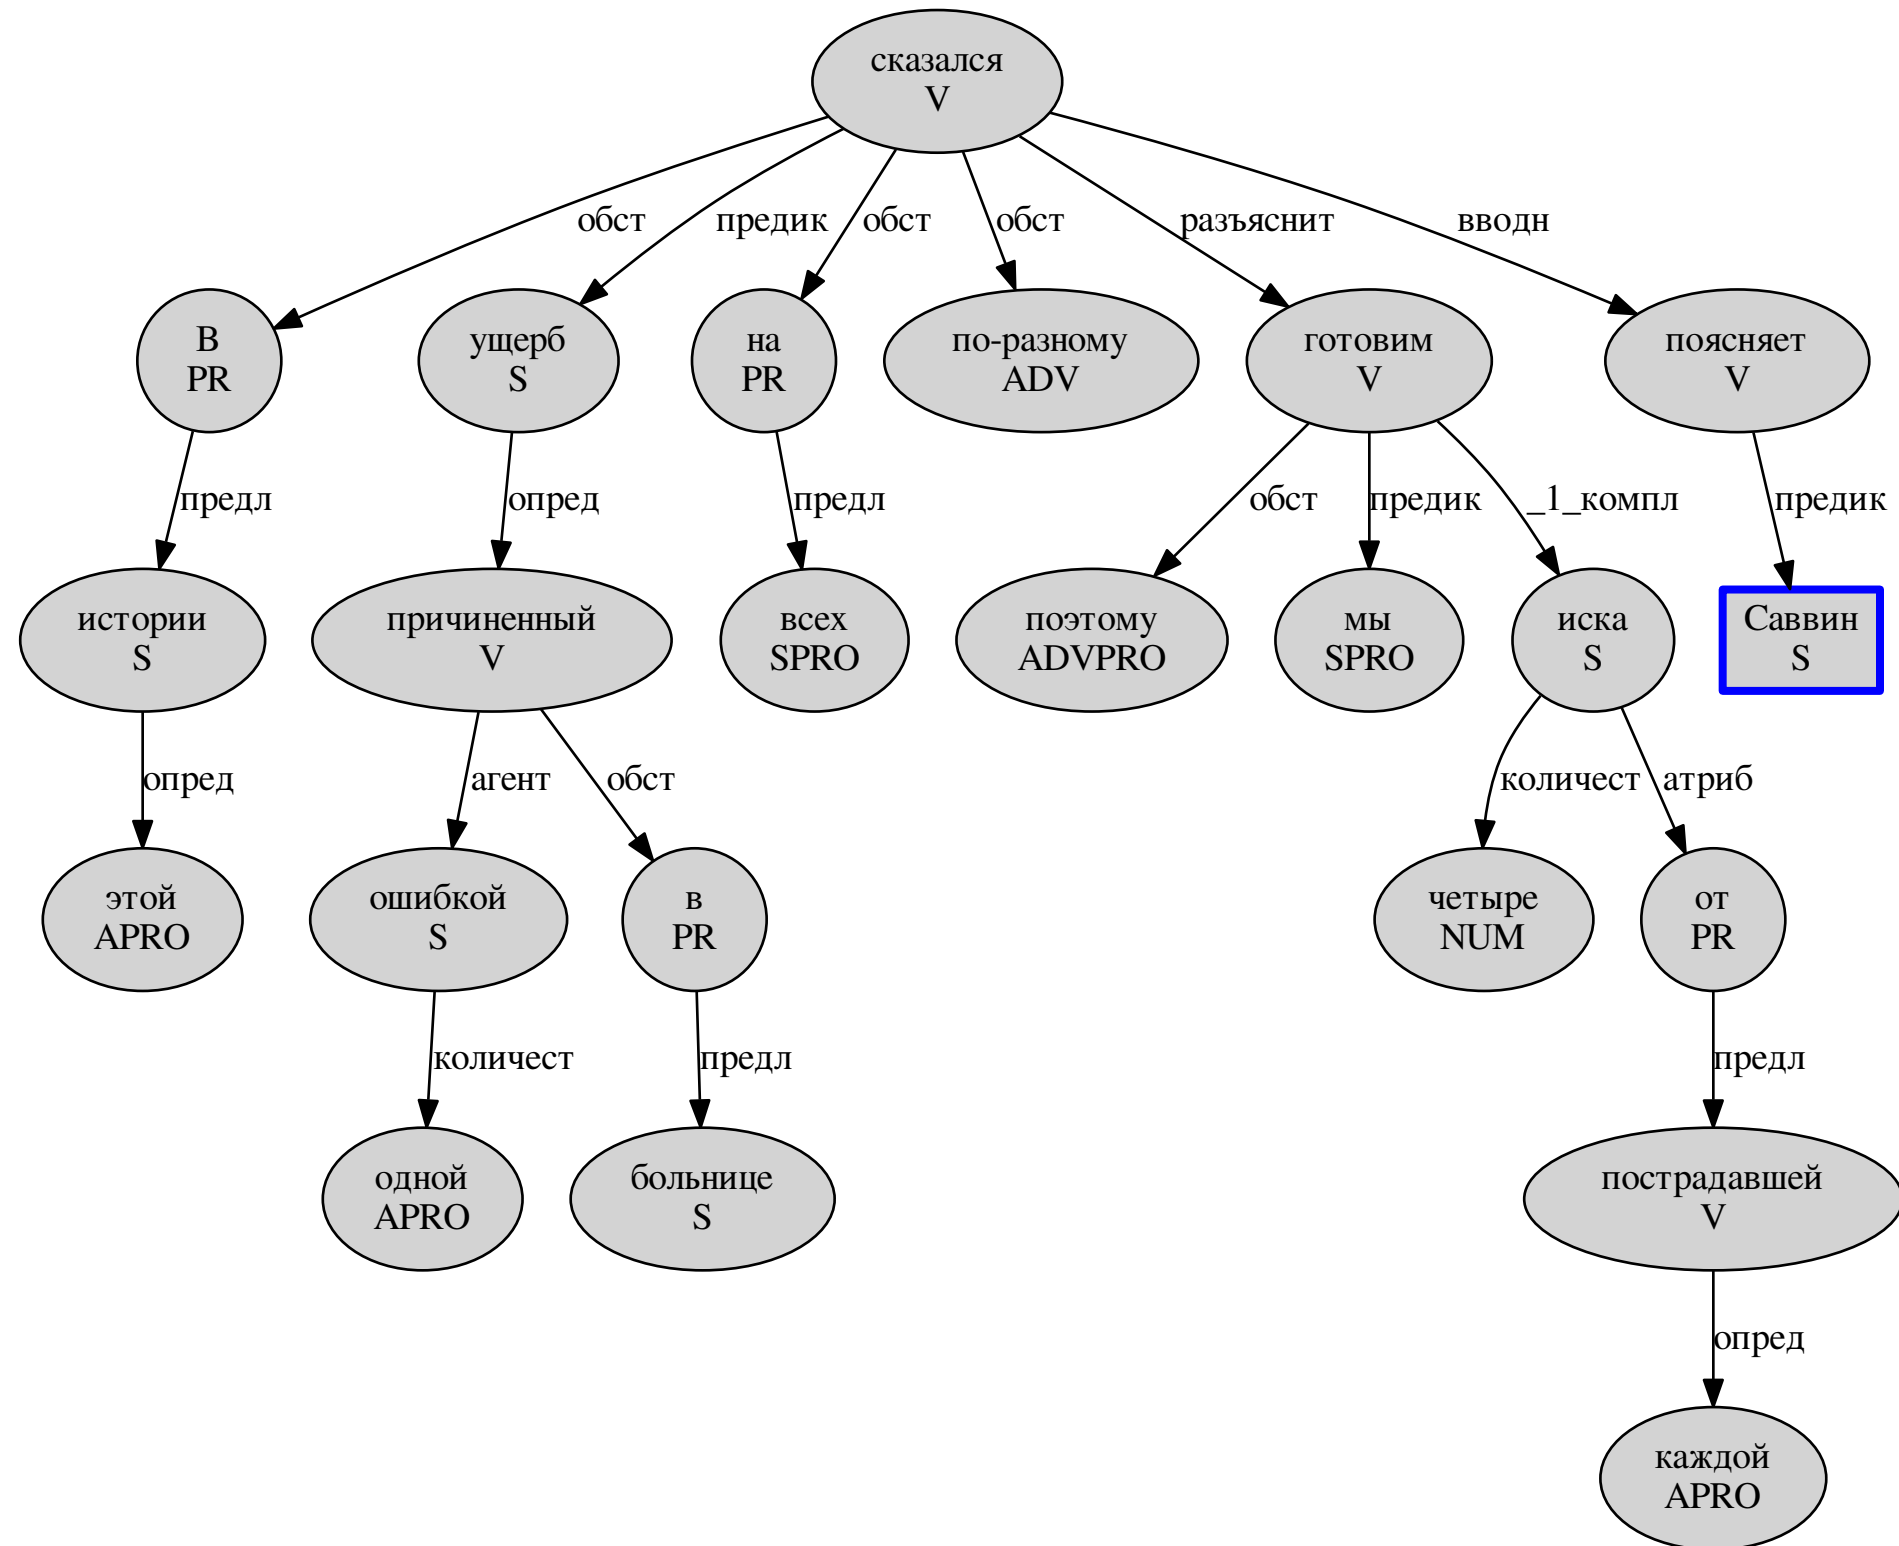 сказался
V
обст
предик
обст
обст
разъяснит
вводн
В
PR
ущерб
S
на
PR
по-разному
ADV
готовим
V
поясняет
V
предл
опред
предл
обст
предик
_1_компл
предик
истории
S
причиненный
V
всех
SPRO
поэтому
ADVPRO
мы
SPRO
иска
S
Саввин
S
опред
агент
обст
количест
атриб
этой
APRO
ошибкой
S
в
PR
четыре
NUM
от
PR
количест
предл
предл
одной
APRO
больнице
S
пострадавшей
V
опред
каждой
APRO